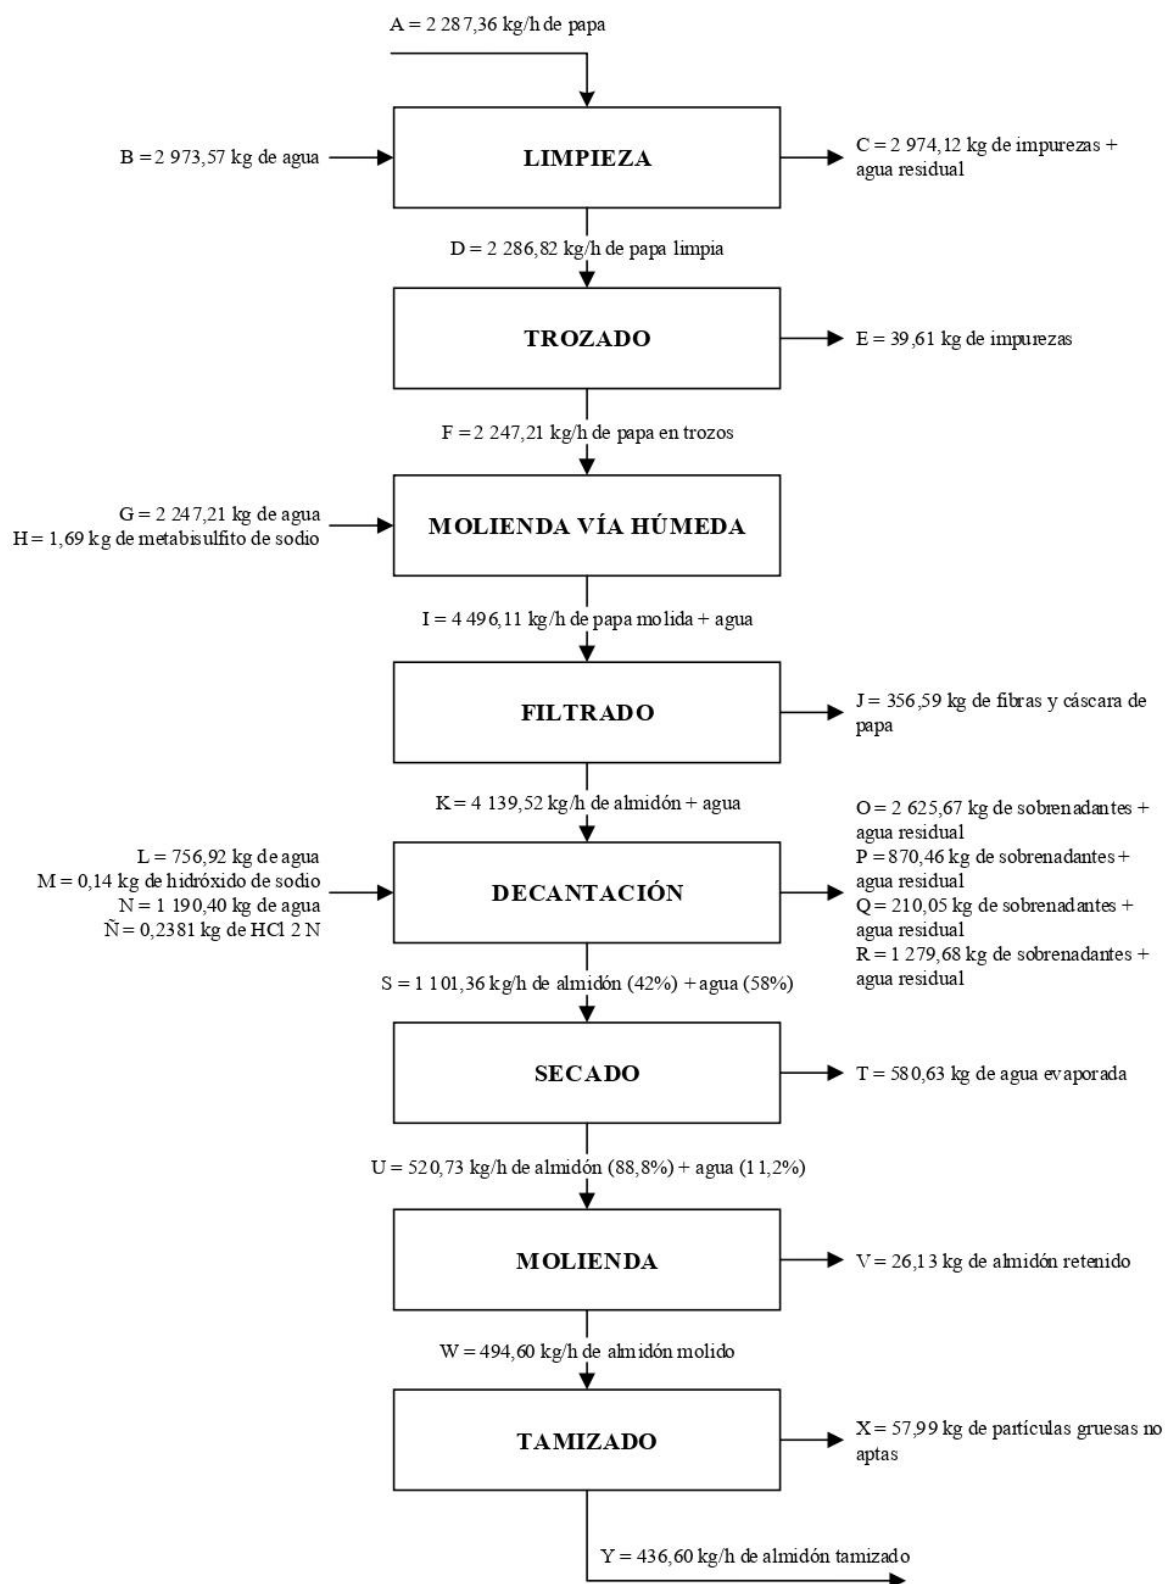 A = 2 287,36 kg/h de papa
LIMPIEZA
B = 2 973,57 kg de agua
C = 2 974,12 kg de impurezas +
agua residual
D = 2 286,82 kg/h de papa limpia
TROZADO
E = 39,61 kg de impurezas
F = 2 247,21 kg/h de papa en trozos
G = 2 247,21 kg de agua
H = 1,69 kg de metabisulfito de sodio
MOLIENDA VÍA HÚMEDA
I = 4 496,11 kg/h de papa molida + agua
FILTRADO
J = 356,59 kg de fibras y cáscara de
papa
K = 4 139,52 kg/h de almidón + agua
L = 756,92 kg de agua
M = 0,14 kg de hidróxido de sodio
N = 1 190,40 kg de agua
Ñ = 0,2381 kg de HCl 2 N
DECANTACIÓN
O = 2 625,67 kg de sobrenadantes +
agua residual
P = 870,46 kg de sobrenadantes +
agua residual
Q = 210,05 kg de sobrenadantes +
agua residual
R = 1 279,68 kg de sobrenadantes +
agua residual
S = 1 101,36 kg/h de almidón (42%) + agua (58%)
SECADO
T = 580,63 kg de agua evaporada
U = 520,73 kg/h de almidón (88,8%) + agua (11,2%)
MOLIENDA
V = 26,13 kg de almidón retenido
W = 494,60 kg/h de almidón molido
TAMIZADO
X = 57,99 kg de partículas gruesas no
aptas
Y = 436,60 kg/h de almidón tamizado